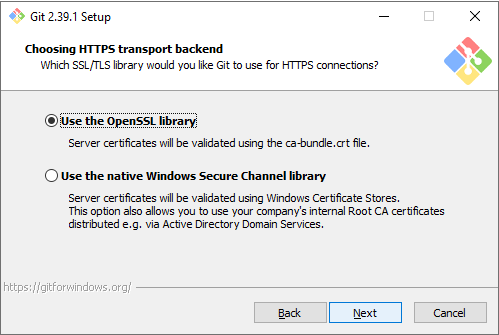 Git 2.39.1 Setup
Choosing HTTPS transport backend
Which SSL/TLS library would you like Git to use for HTTPS connections?
Use the OpenSSL library
Server certificates will be validated using the ca-bundle.crt file.
Use the native Windows Secure Channel library
Server certificates will be validated using Windows Certificate Stores.
This option also allows you to use your company's internal Root CA certificates
distributed e.g. via Active Directory Domain Services.
https://gitforwindows.org/
Back Next Cancel